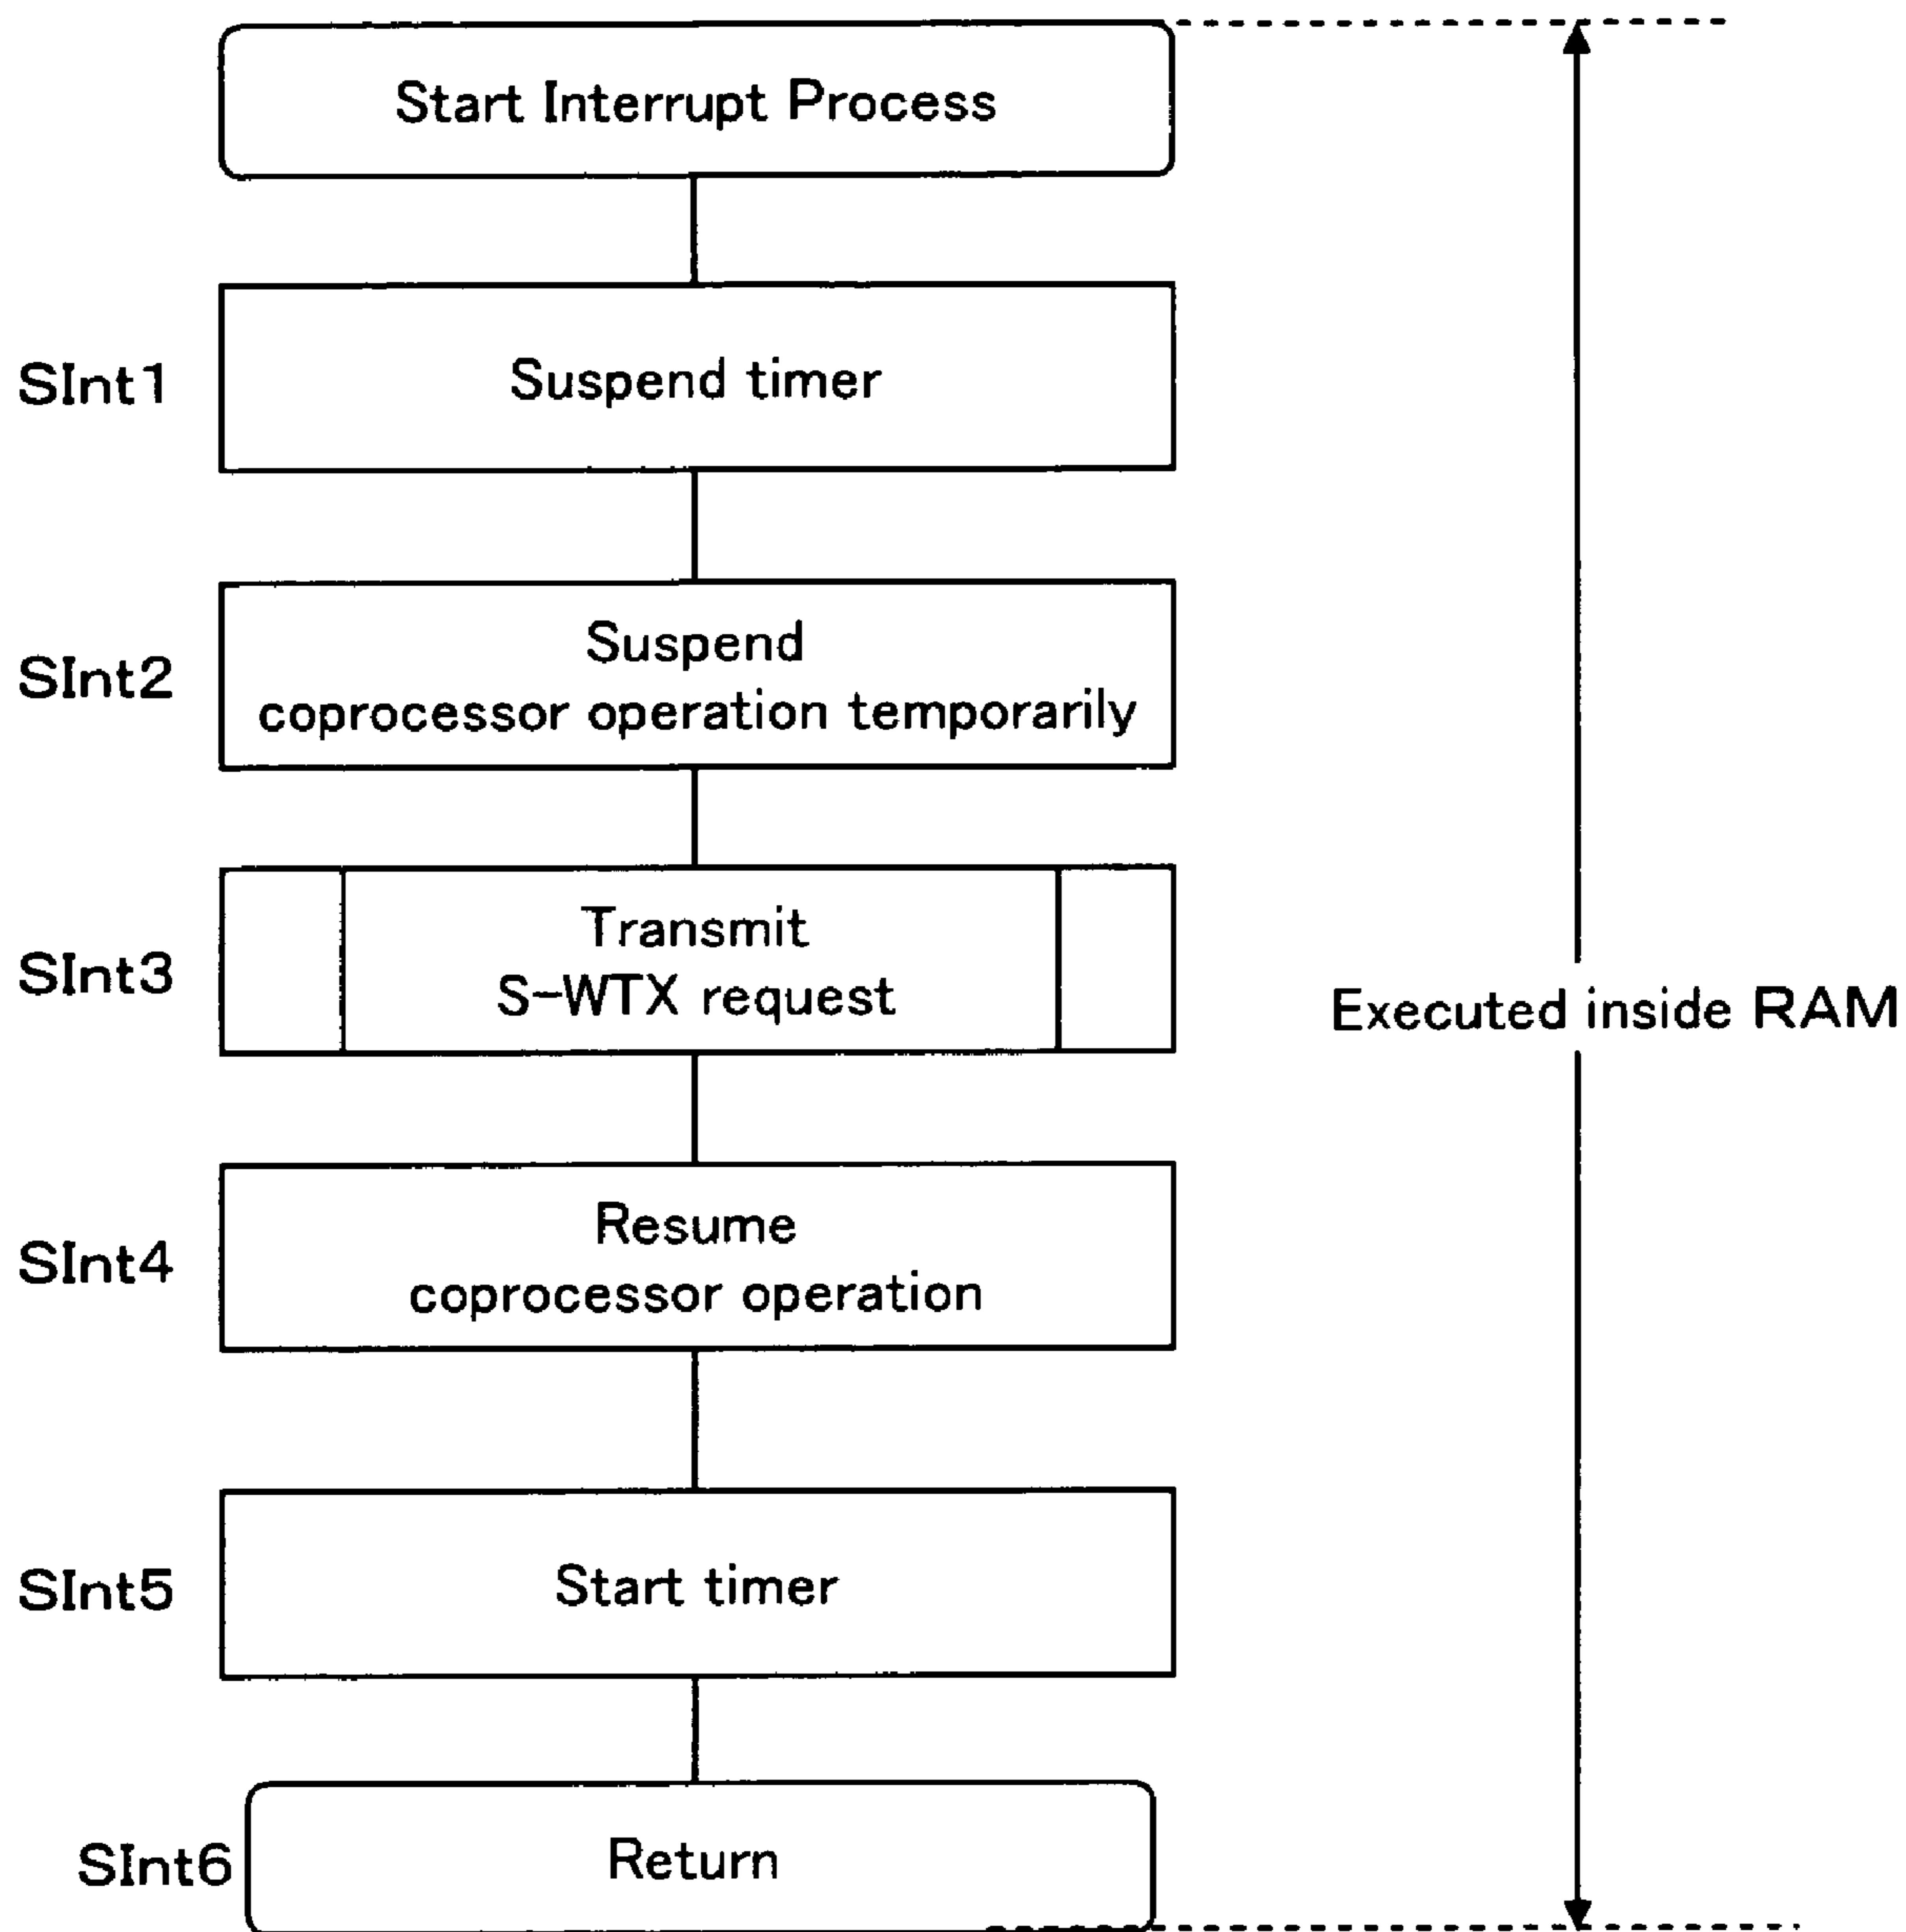 Start Interrupt Process
SInt1
Suspend timer
SInt2
Suspend
coprocessor operation temporarily
SInt3
Transmit
S-WTX request
Executed inside RAM
SInt4
Resume
coprocessor operation
SInt5
Start timer
SInt6
Return